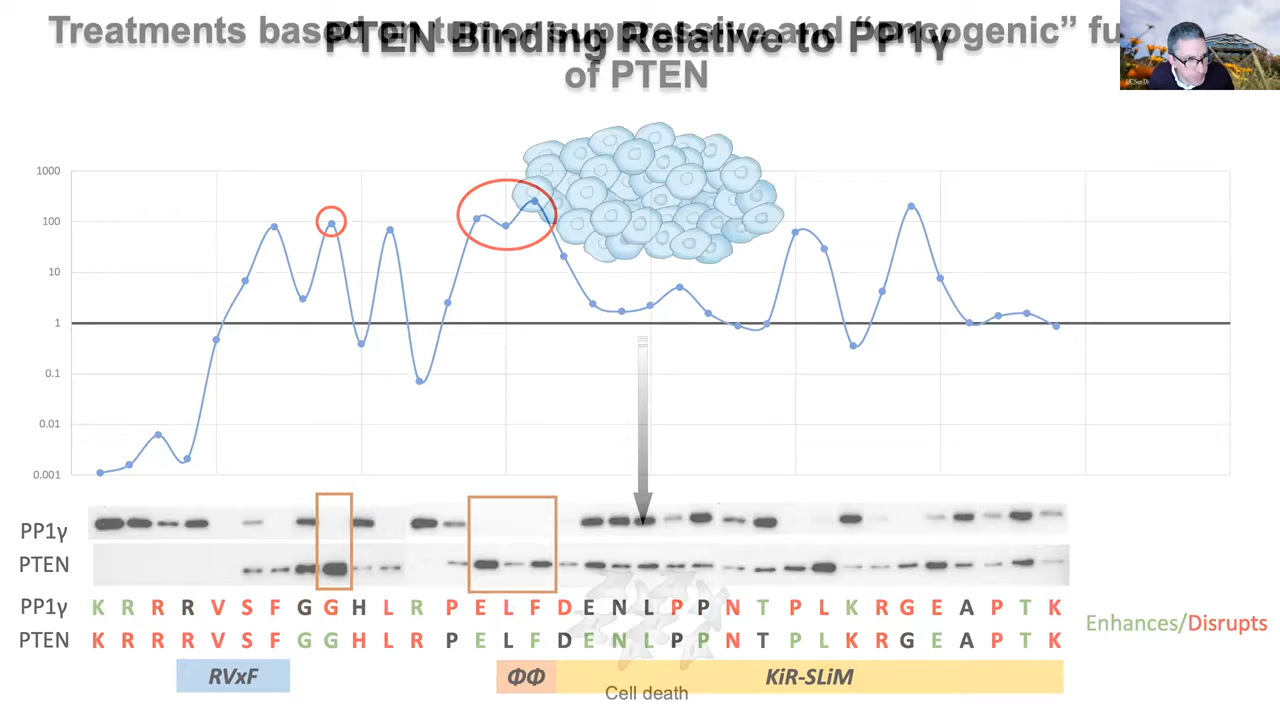 Treatments based on tumor suppressive and "oncogenic" fu
of PTEN
PTEN Binding Relative to PP1γ
1000
100
10
1
0.1
0.01
0.001
PP1γ
PTEN
PP1γ K R R R V S F G G H L R P E L F D E N L P P N T P L K R G E A P T K
PTEN K R R R V S F G G H L R P E L F D E N L P P N T P L K R G E A P T K
Enhances/Disrupts
RVxF ΦΦ KiR-SLiM
Cell death